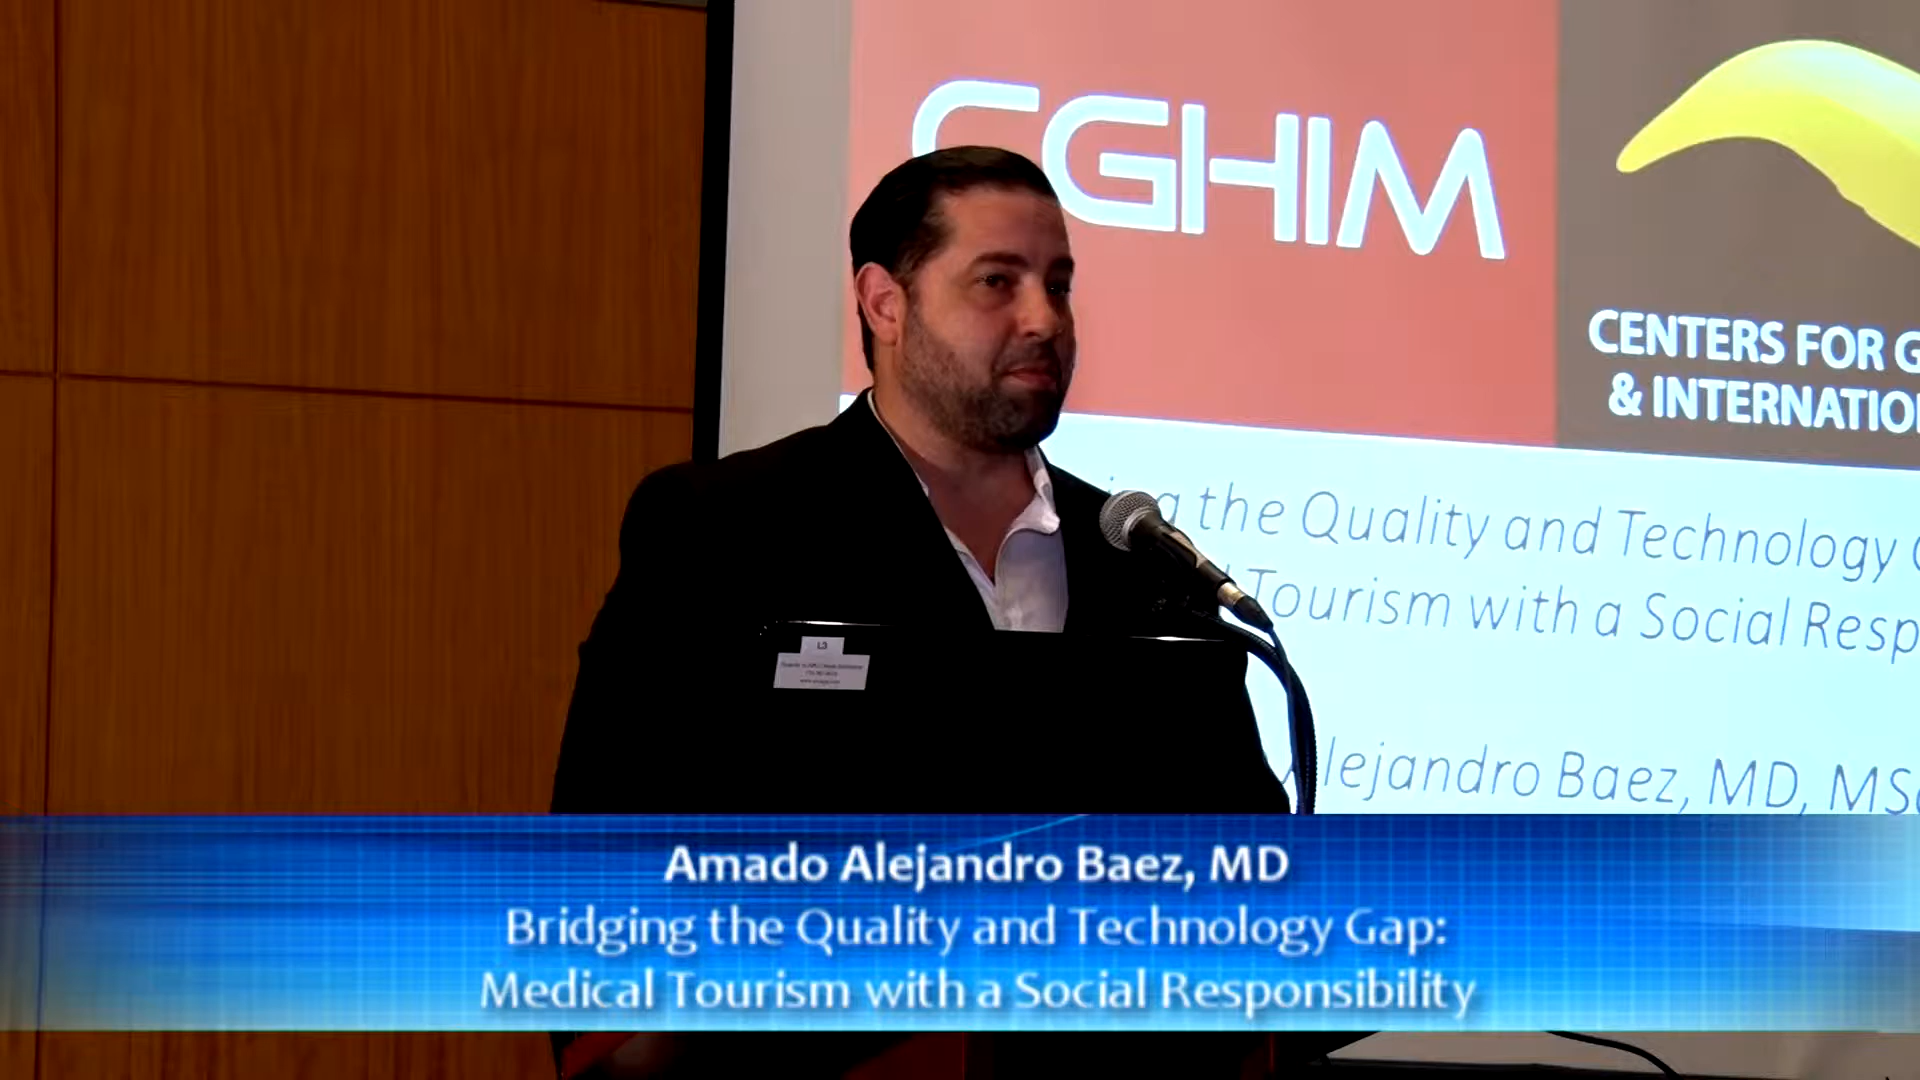 CGHIM
CENTERS FOR G
& INTERNATIO
the Quality and Technology
Tourism with a Social Resp
lejandro Baez, MD, MS
L3
Amado Alejandro Baez, MD
Bridging the Quality and Technology Gap:
Medical Tourism with a Social Responsibility